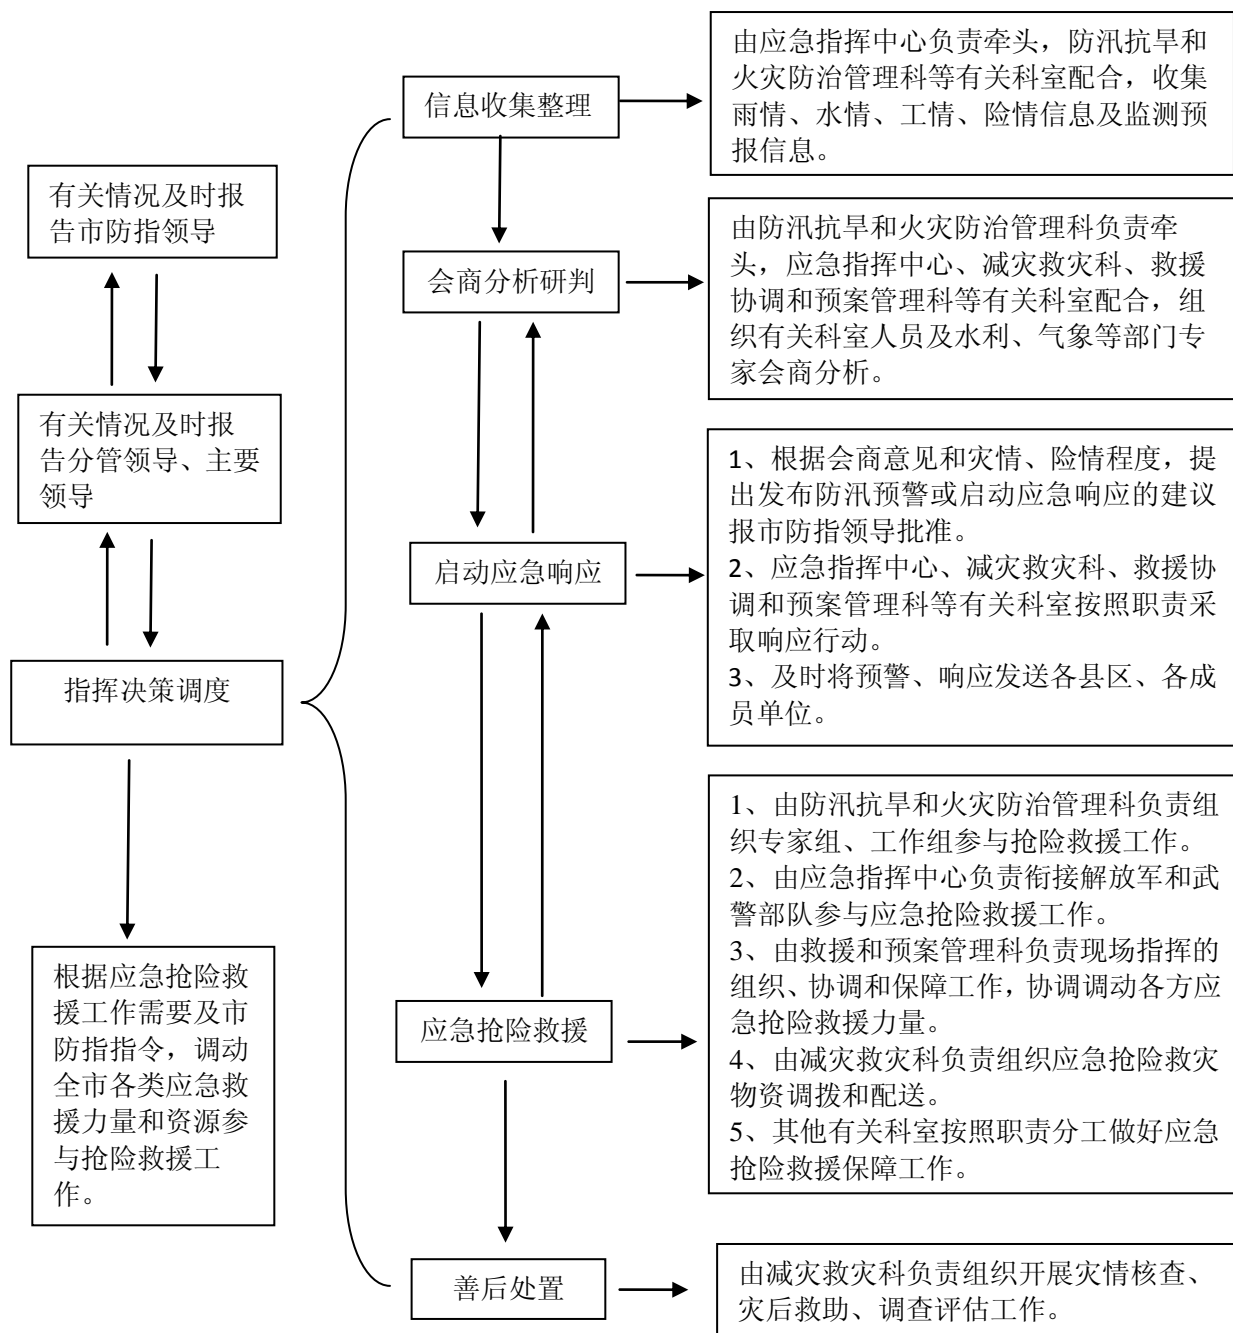 由应急指挥中心负责牵头，防汛抗旱和
火灾防治管理科等有关科室配合，收集
雨情、水情、工情、险情信息及监测预
报信息。
信息收集整理
有关情况及时报
告市防指领导
由防汛抗旱和火灾防治管理科负责牵
头，应急指挥中心、减灾救灾科、救援
协调和预案管理科等有关科室配合，组
织有关科室人员及水利、气象等部门专
家会商分析。
会商分析研判
有关情况及时报
告分管领导、主要
领导
1、根据会商意见和灾情、险情程度，提
出发布防汛预警或启动应急响应的建议
报市防指领导批准。
2、应急指挥中心、减灾救灾科、救援协
调和预案管理科等有关科室按照职责采
取响应行动。
3、及时将预警、响应发送各县区、各成
员单位。
启动应急响应
指挥决策调度
1、由防汛抗旱和火灾防治管理科负责组
织专家组、工作组参与抢险救援工作。
2、由应急指挥中心负责衔接解放军和武
警部队参与应急抢险救援工作。
3、由救援和预案管理科负责现场指挥的
组织、协调和保障工作，协调调动各方应
急抢险救援力量。
4、由减灾救灾科负责组织应急抢险救灾
物资调拨和配送。
5、其他有关科室按照职责分工做好应急
抢险救援保障工作。
根据应急抢险救
援工作需要及市
防指指令，调动
全市各类应急救
援力量和资源参
与抢险救援工
作。
应急抢险救援
善后处置
由减灾救灾科负责组织开展灾情核查、
灾后救助、调查评估工作。